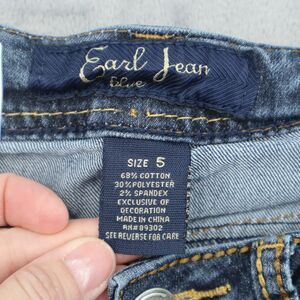 Earl Jean
blue
SIZE 5
68% COTTON
30% POLYESTER
2% SPANDEX
EXCLUSIVE OF
DECORATION
MADE IN CHINA
RN#89302
SEE REVERSE FOR CARE